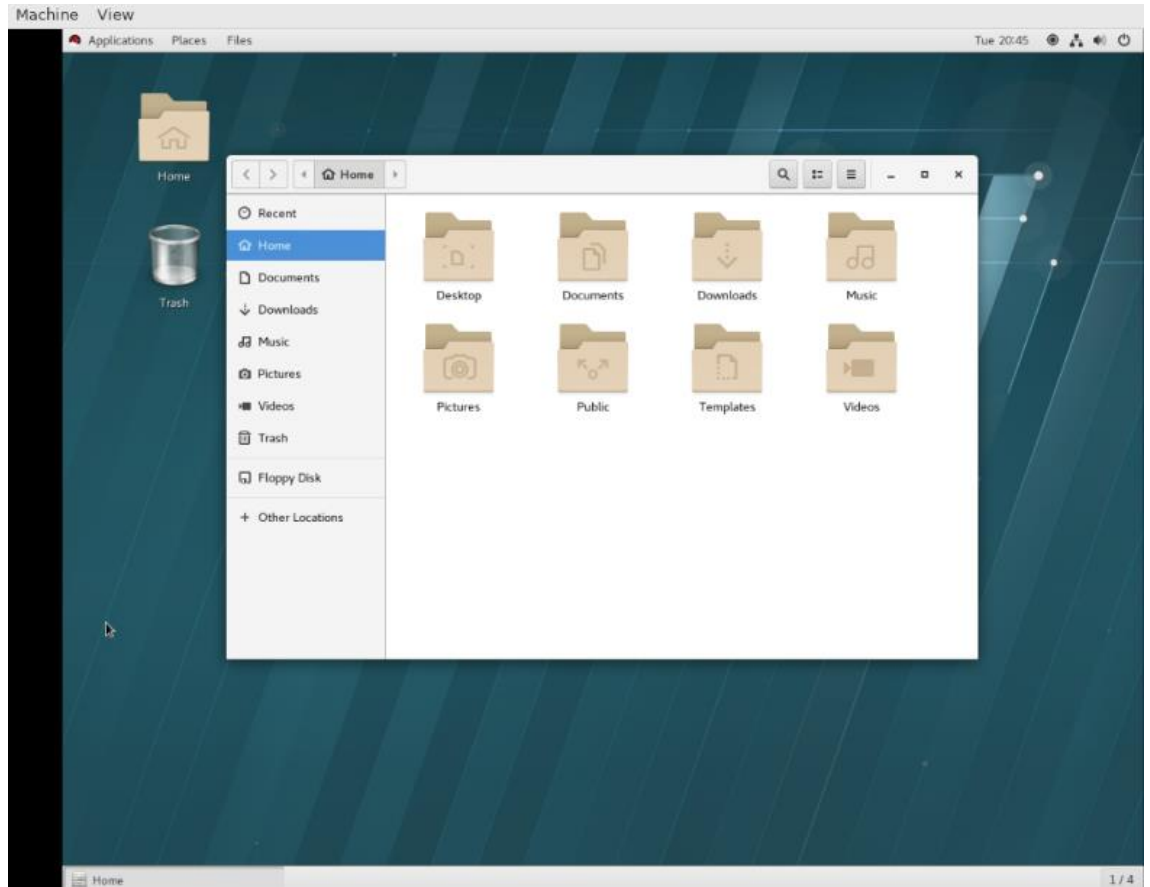 Machine View
Applications Places Files Tue 20:45
Home
Trash
Home
Recent
Home
Documents
Downloads
Music
Pictures
Videos
Trash
Floppy Disk
+ Other Locations
Desktop Documents Downloads Music
Pictures Public Templates Videos
Home 1 / 4